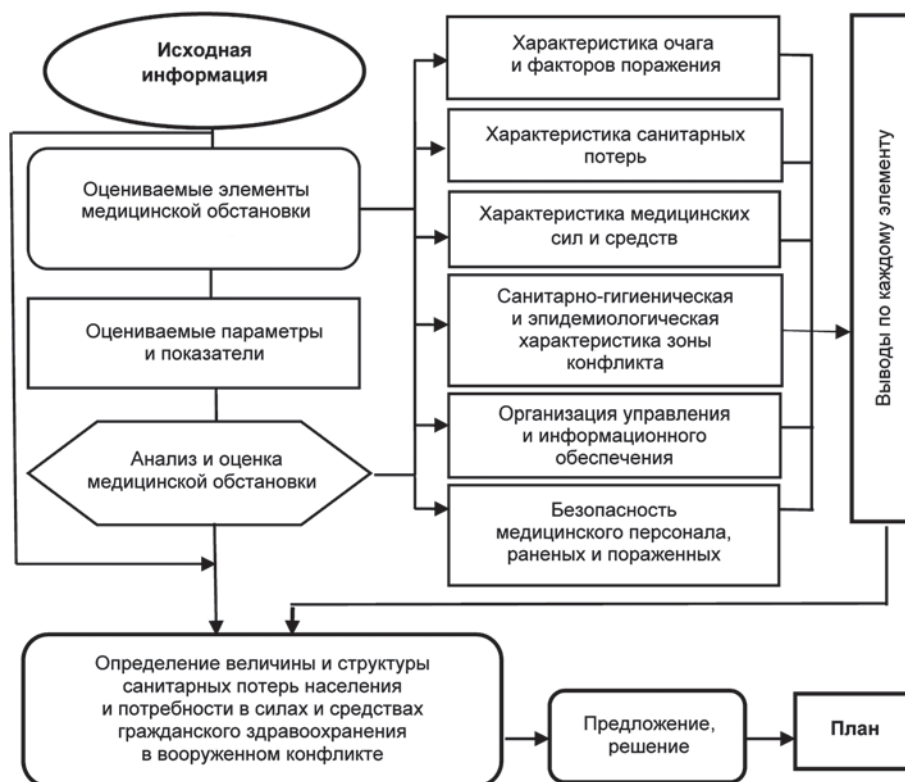 Исходная
информация
Оцениваемые элементы
медицинской обстановки
Оцениваемые параметры
и показатели
Анализ и оценка
медицинской обстановки
Характеристика очага
и факторов поражения
Характеристика санитарных
потерь
Характеристика медицинских
сил и средств
Санитарно-гигиеническая
и эпидемиологическая
характеристика зоны
конфликта
Организация управления
и информационного
обеспечения
Безопасность
медицинского персонала,
раненых и пораженных
Выводы по каждому элементу
Определение величины и структуры
санитарных потерь населения
и потребности в силах и средствах
гражданского здравоохранения
в вооруженном конфликте
Предложение,
решение
План